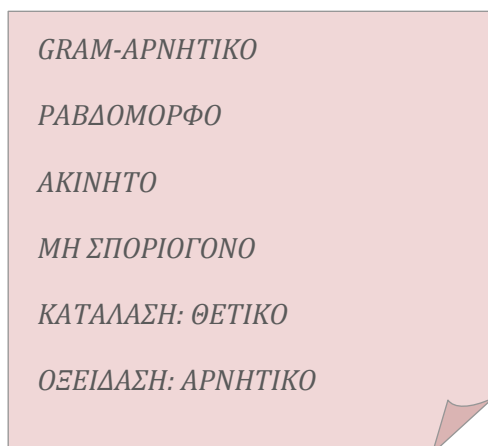 GRAM-ΑΡΝΗΤΙΚΟ
ΡΑΒΔΟΜΟΡΦΟ
ΑΚΙΝΗΤΟ
ΜΗ ΣΠΟΡΙΟΓΟΝΟ
ΚΑΤΑΛΑΣΗ: ΘΕΤΙΚΟ
ΟΞΕΙΔΑΣΗ: ΑΡΝΗΤΙΚΟ